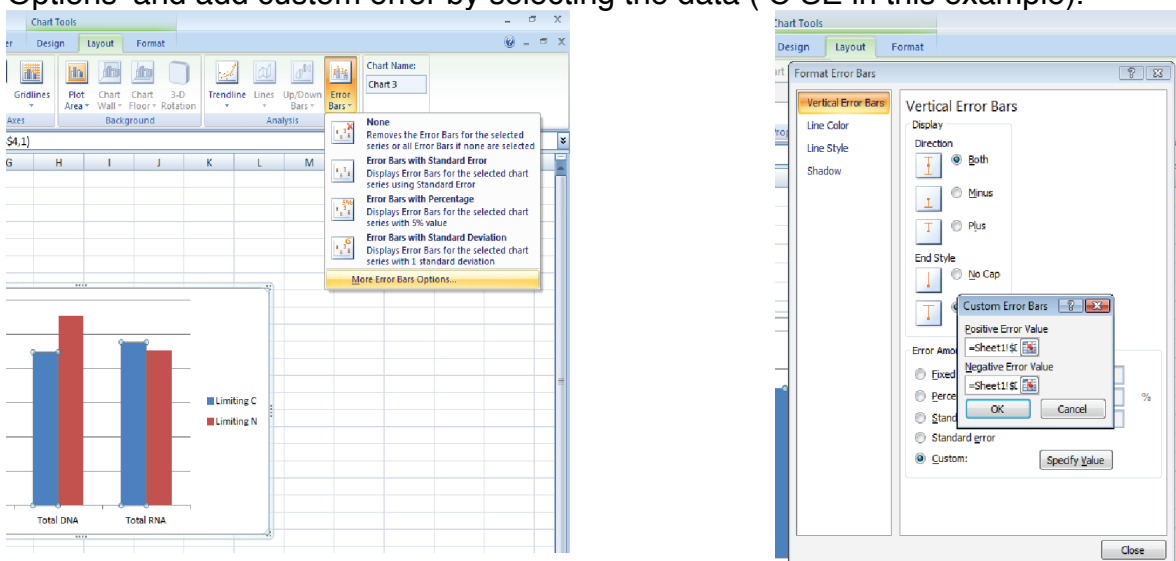 Options' and add custom error by selecting the data ('C SE in this example).
Chart Tools
Design Layout Format
Gridlines
Plot Area
Chart Wall
Chart Floor
3-D Rotation
Trendline
Lines
Up/Down Bars
Error Bars
Chart Name:
Chart 3
Axes
Background
Analysis
$4,1)
G H I J K L M
None
Removes the Error Bars for the selected
series or all Error Bars if none are selected
Error Bars with Standard Error
Displays Error Bars for the selected chart
series using Standard Error
Error Bars with Percentage
Displays Error Bars for the selected chart
series with 5% value
Error Bars with Standard Deviation
Displays Error Bars for the selected chart
series with 1 standard deviation
More Error Bars Options...
Limiting C
Limiting N
Total DNA Total RNA
Chart Tools
Design Layout Format
Format Error Bars
Vertical Error Bars
Line Color
Line Style
Shadow
Vertical Error Bars
Display
Direction
Both
Minus
Plus
End Style
No Cap
Custom Error Bars
Positive Error Value
=Sheet1!$
Negative Error Value
=Sheet1!$
OK Cancel
Error Amo
Fixed
Perce
%
Stand
Standard error
Custom:
Specify Value
Close